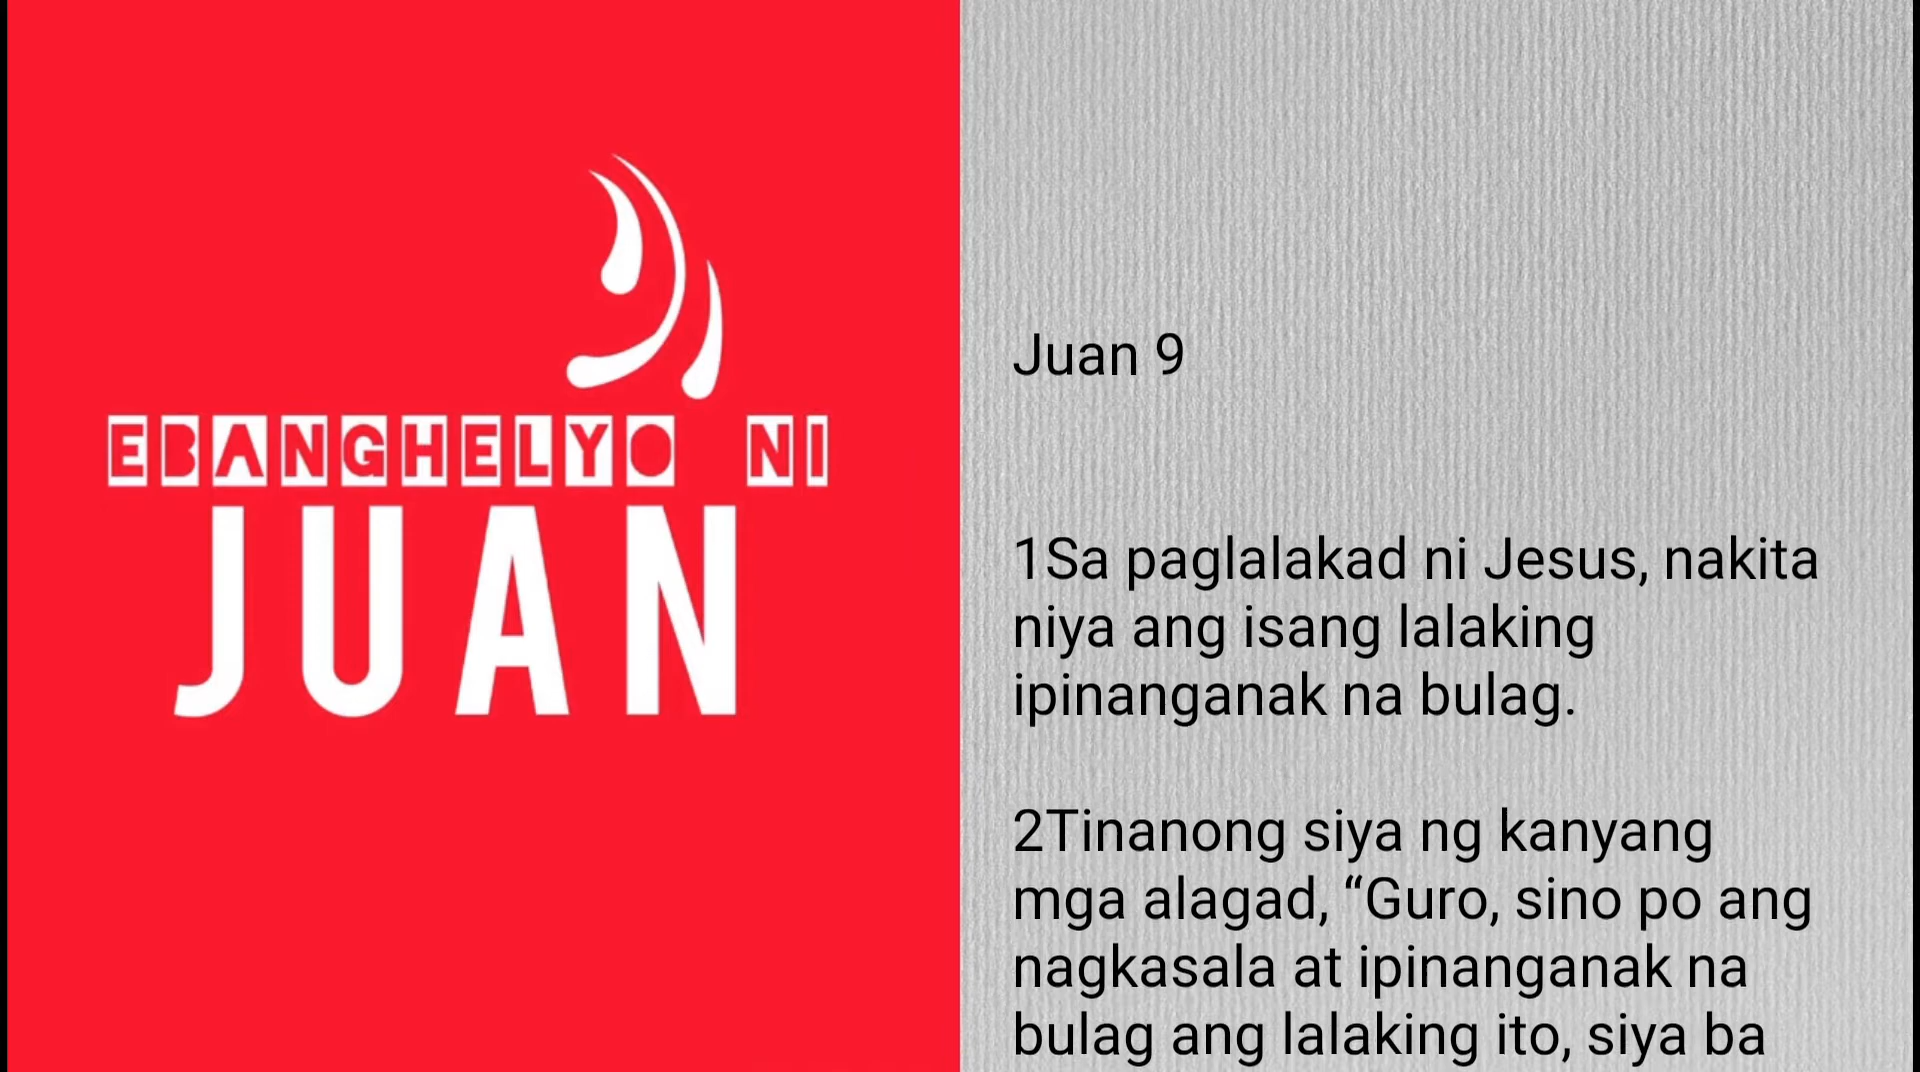 EBANGHELYO NI
JUAN
Juan 9
1Sa paglalakad ni Jesus, nakita
niya ang isang lalaking
ipinanganak na bulag.
2Tinanong siya ng kanyang
mga alagad, “Guro, sino po ang
nagkasala at ipinanganak na
bulag ang lalaking ito, siya ba